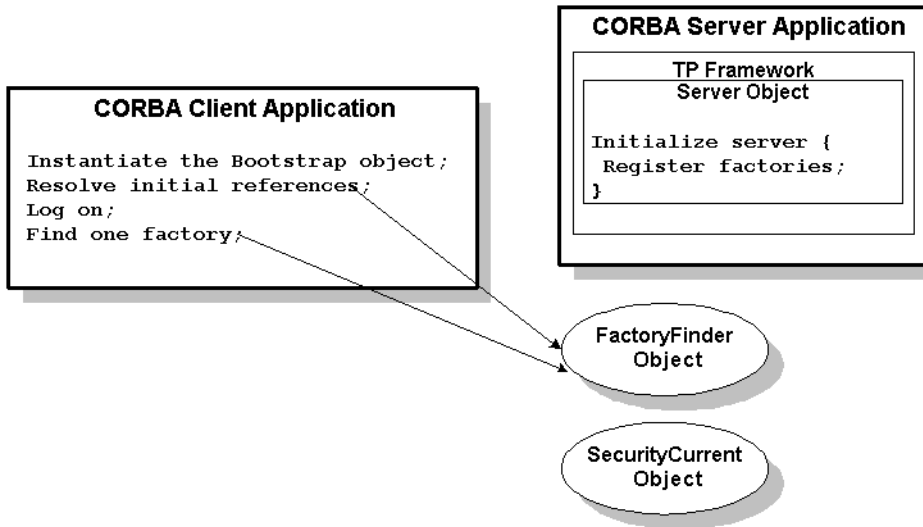 CORBA Server Application
TP Framework
Server Object
Initialize server {
Register factories;
}
CORBA Client Application
Instantiate the Bootstrap object;
Resolve initial references;
Log on;
Find one factory;
FactoryFinder
Object
SecurityCurrent
Object